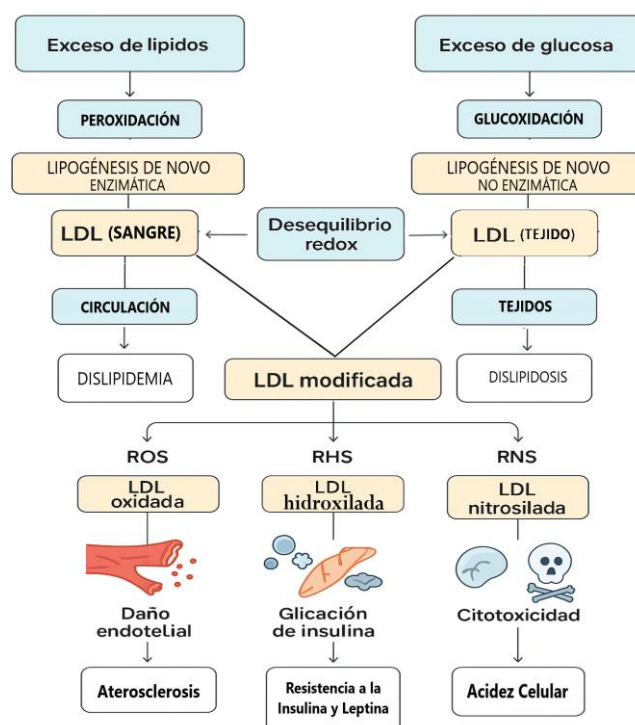 Exceso de lipidos
Exceso de glucosa
PEROXIDACIÓN
GLUCOXIDACIÓN
LIPOGÉNESIS DE NOVO
ENZIMÁTICA
LIPOGÉNESIS DE NOVO
NO ENZIMÁTICA
LDL (SANGRE)
Desequilibrio
redox
LDL (TEJIDO)
CIRCULACIÓN
TEJIDOS
DISLIPIDEMIA
LDL modificada
DISLIPIDOSIS
ROS
RHS
RNS
LDL
oxidada
LDL
hidroxilada
LDL
nitrosilada
Daño
endotelial
Glicación
de insulina
Citotoxicidad
Aterosclerosis
Resistencia a la
Insulina y Leptina
Acidez Celular